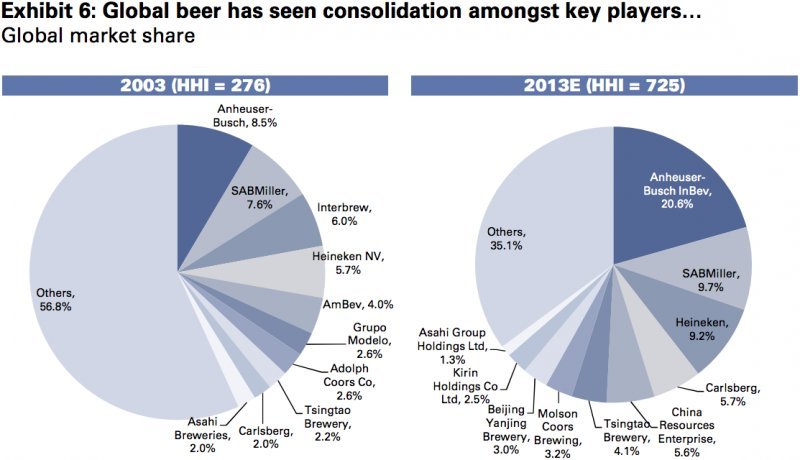 Exhibit 6: Global beer has seen consolidation amongst key players...
Global market share
2003 (HHI = 276)
Anheuser-
Busch, 8.5%
SABMiller,
7.6%
Interbrew,
6.0%
Heineken NV,
5.7%
AmBev, 4.0%
Grupo
Modelo,
2.6%
Adolph
Coors Co,
2.6%
Tsingtao
Brewery,
2.2%
Carlsberg,
2.0%
Asahi
Breweries,
2.0%
Others,
56.8%
2013E (HHI = 725)
Anheuser-
Busch InBev,
20.6%
SABMiller,
9.7%
Heineken,
9.2%
Carlsberg,
5.7%
China
Resources
Enterprise,
5.6%
Tsingtao
Brewery,
4.1%
Molson
Coors
Brewing,
3.2%
Beijing
Yanjing
Brewery,
3.0%
Kirin
Holdings Co
Ltd, 2.5%
Asahi Group
Holdings Ltd,
1.3%
Others,
35.1%